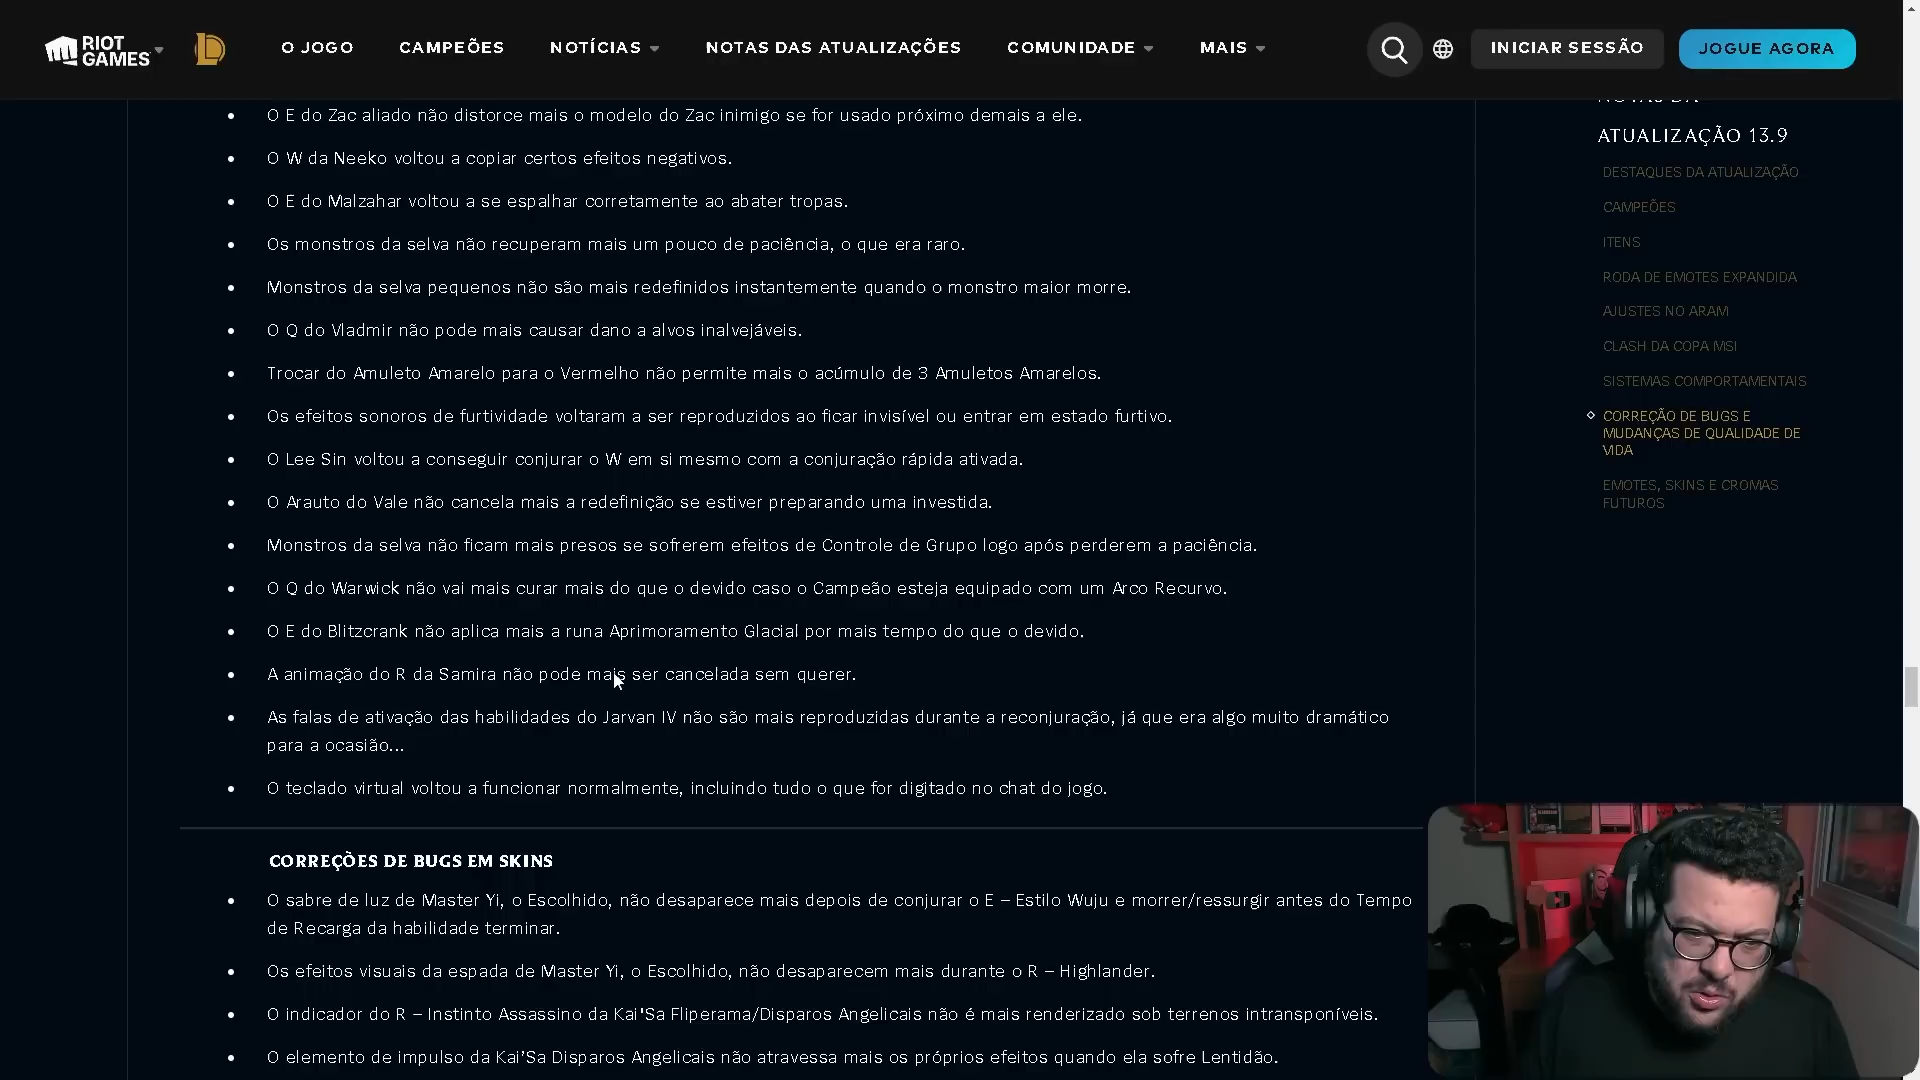 RIOT GAMES
O JOGO
CAMPEÕES
NOTÍCIAS
NOTAS DAS ATUALIZAÇÕES
COMUNIDADE
MAIS
INICIAR SESSÃO
JOGUE AGORA
O E do Zac aliado não distorce mais o modelo do Zac inimigo se for usado próximo demais a ele.
O W da Neeko voltou a copiar certos efeitos negativos.
O E do Malzahar voltou a se espalhar corretamente ao abater tropas.
Os monstros da selva não recuperam mais um pouco de paciência, o que era raro.
Monstros da selva pequenos não são mais redefinidos instantemente quando o monstro maior morre.
O Q do Vladmir não pode mais causar dano a alvos inalvejáveis.
Trocar do Amuleto Amarelo para o Vermelho não permite mais o acúmulo de 3 Amuletos Amarelos.
Os efeitos sonoros de furtividade voltaram a ser reproduzidos ao ficar invisível ou entrar em estado furtivo.
O Lee Sin voltou a conseguir conjurar o W em si mesmo com a conjuração rápida ativada.
O Arauto do Vale não cancela mais a redefinição se estiver preparando uma investida.
Monstros da selva não ficam mais presos se sofrerem efeitos de Controle de Grupo logo após perderem a paciência.
O Q do Warwick não vai mais curar mais do que o devido caso o Campeão esteja equipado com um Arco Recurvo.
O E do Blitzcrank não aplica mais a runa Aprimoramento Glacial por mais tempo do que o devido.
A animação do R da Samira não pode mais ser cancelada sem querer.
As falas de ativação das habilidades do Jarvan IV não são mais reproduzidas durante a reconjuração, já que era algo muito dramático
para a ocasião...
O teclado virtual voltou a funcionar normalmente, incluindo tudo o que for digitado no chat do jogo.
CORREÇÕES DE BUGS EM SKINS
O sabre de luz de Master Yi, o Escolhido, não desaparece mais depois de conjurar o E – Estilo Wuju e morrer/ressurgir antes do Tempo
de Recarga da habilidade terminar.
Os efeitos visuais da espada de Master Yi, o Escolhido, não desaparecem mais durante o R – Highlander.
O indicador do R – Instinto Assassino da Kai'Sa Fliperama/Disparos Angelicais não é mais renderizado sob terrenos intransponíveis.
O elemento de impulso da Kai'Sa Disparos Angelicais não atravessa mais os próprios efeitos quando ela sofre Lentidão.
NOTAS DA
ATUALIZAÇÃO 13.9
DESTAQUES DA ATUALIZAÇÃO
CAMPEÕES
ITENS
RODA DE EMOTES EXPANDIDA
AJUSTES NO ARAM
CLASH DA COPA MSI
SISTEMAS COMPORTAMENTAIS
CORREÇÃO DE BUGS E
MUDANÇAS DE QUALIDADE DE
VIDA
EMOTES, SKINS E CROMAS
FUTUROS